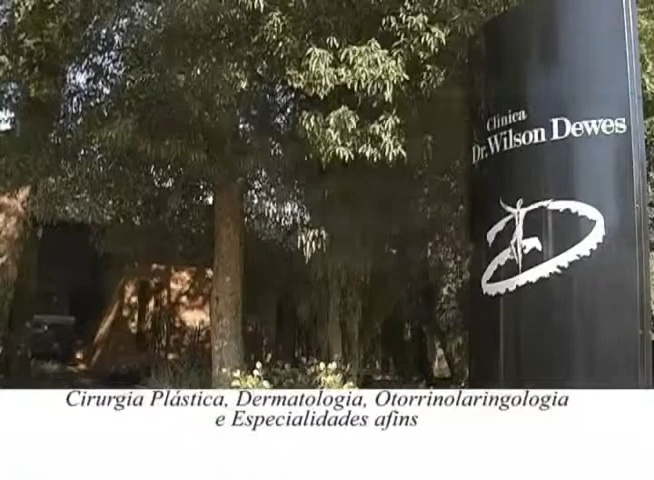 Clínica
Dr.Wilson Dewes
Cirurgia Plástica, Dermatologia, Otorrinolaringologia
e Especialidades afins